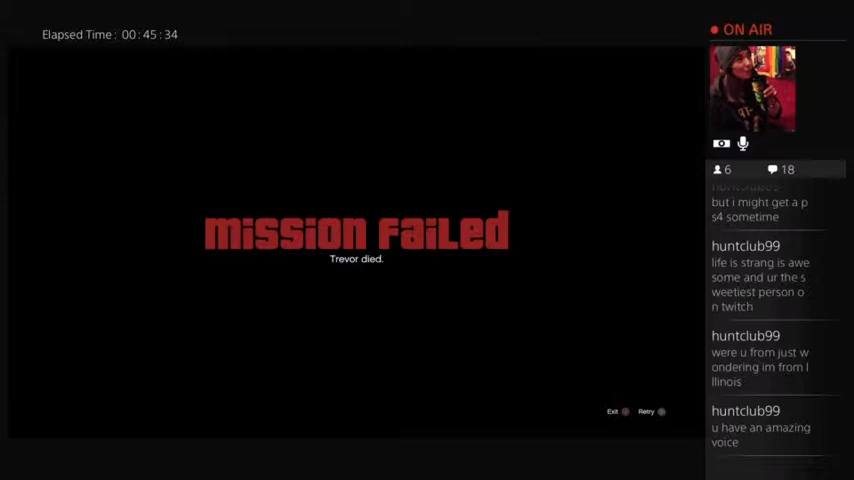 Elapsed Time: 00:45:34
ON AIR
6
18
mission failed
Trevor died.
Exit
Retry
but i might get a p
s4 sometime
huntclub99
life is strang is awe
some and ur the s
weetiest person o
n twitch
huntclub99
were u from just w
ondering im from I
llinois
huntclub99
u have an amazing
voice